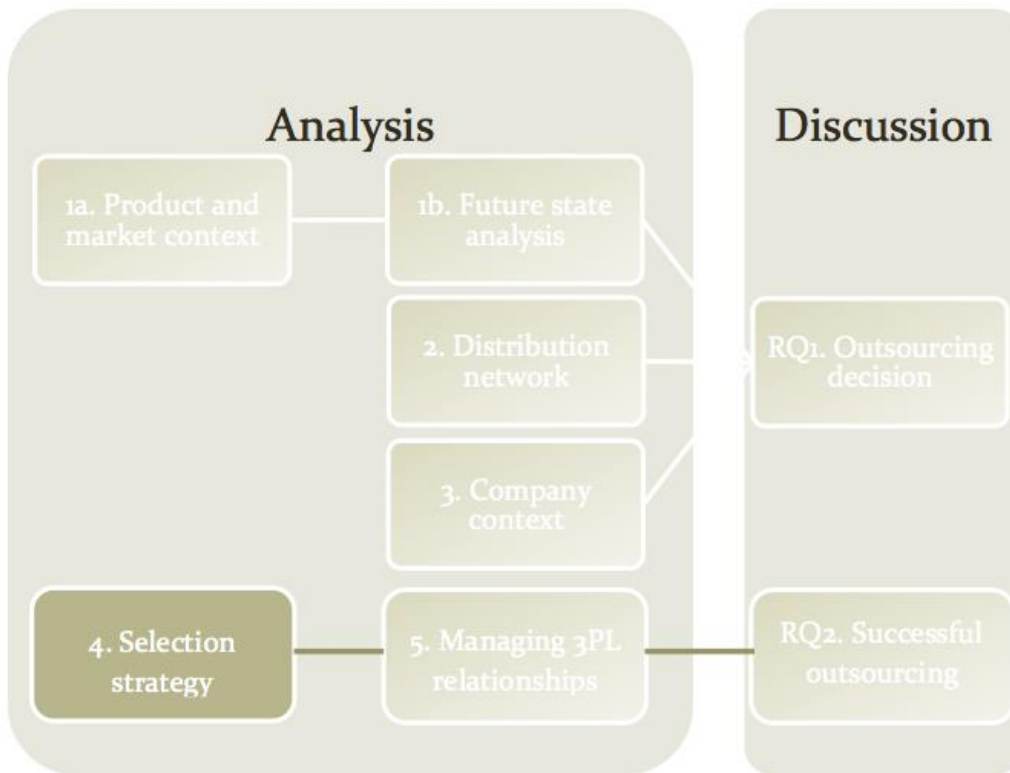 Analysis
Discussion
1a. Product and
market context
1b. Future state
analysis
2. Distribution
network
RQ1. Outsourcing
decision
3. Company
context
4. Selection
strategy
5. Managing 3PL
relationships
RQ2. Successful
outsourcing